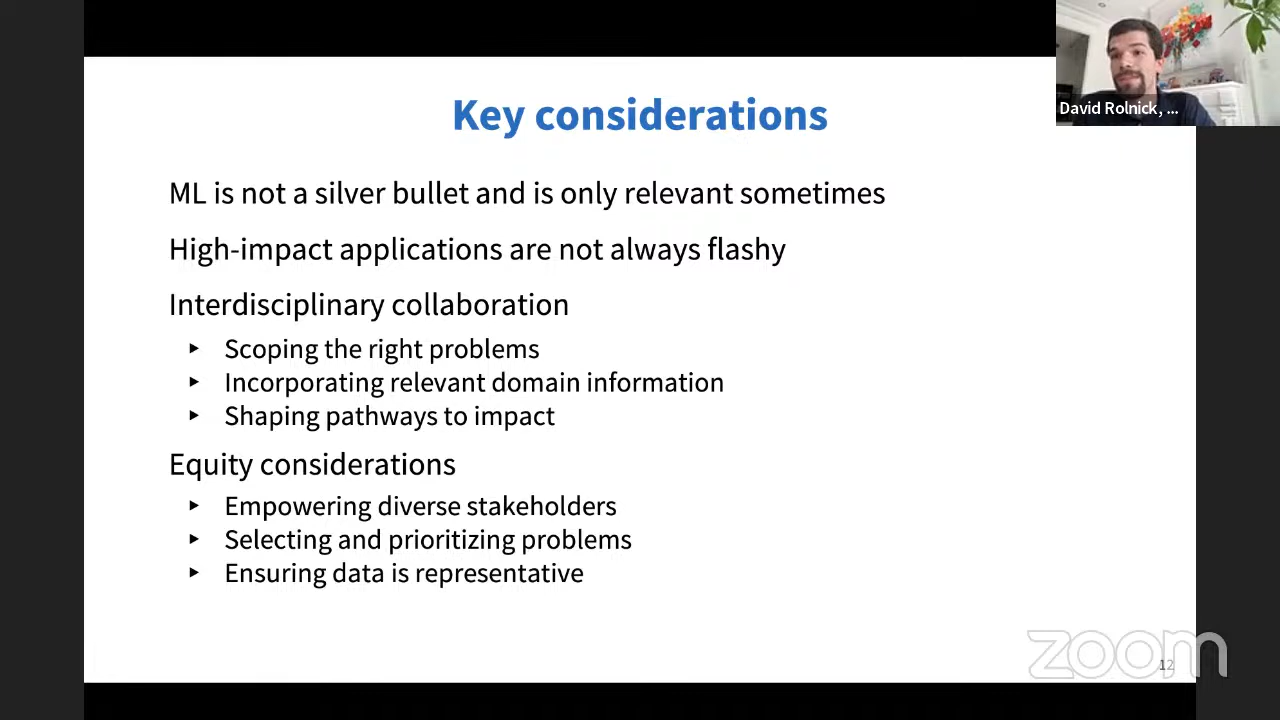 Key considerations
David Rolnick, ...
ML is not a silver bullet and is only relevant sometimes
High-impact applications are not always flashy
Interdisciplinary collaboration
‣ Scoping the right problems
‣ Incorporating relevant domain information
‣ Shaping pathways to impact
Equity considerations
‣ Empowering diverse stakeholders
‣ Selecting and prioritizing problems
‣ Ensuring data is representative
zoom
12